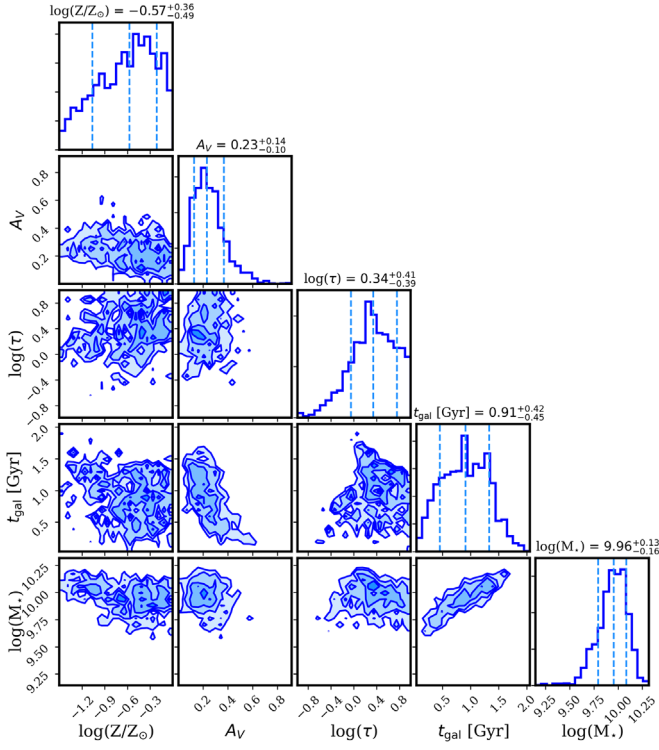 log(Z/Z⊙) = −0.57+0.36−0.49
A_V = 0.23+0.14−0.10
0.8
0.6
A_V
0.4
0.2
log(τ) = 0.34+0.41−0.39
0.8
0.4
log(τ)
0.0
−0.4
−0.8
t_gal [Gyr] = 0.91+0.42−0.45
2.0
1.5
t_gal [Gyr]
1.0
0.5
log(M⋆) = 9.96+0.13−0.16
10.25
10.00
log(M⋆)
9.75
9.50
9.25
−1.2 −0.9 −0.6 −0.3 0.2 0.4 0.6 0.8 −0.8 −0.4 0.0 0.4 0.8 0.5 1.0 1.5 2.0 9.25 9.50 9.75 10.00 10.25
log(Z/Z⊙) A_V log(τ) t_gal [Gyr] log(M⋆)